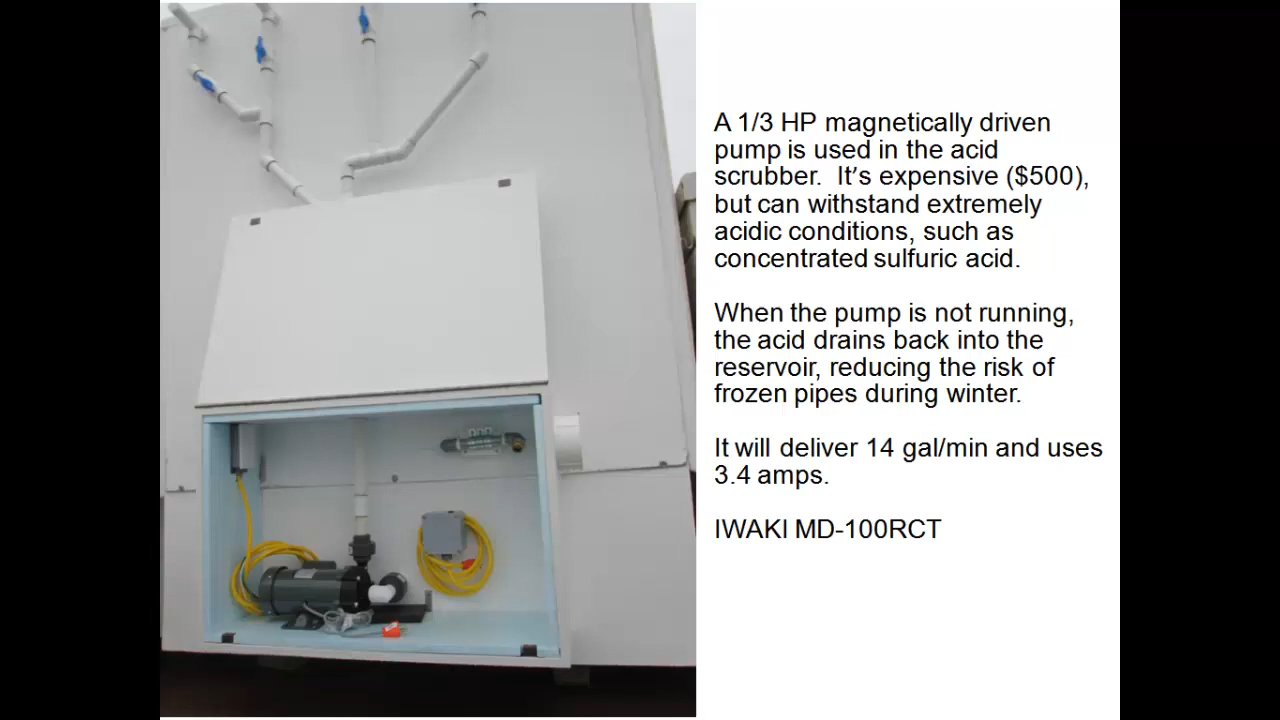 A 1/3 HP magnetically driven
pump is used in the acid
scrubber.  It’s expensive ($500),
but can withstand extremely
acidic conditions, such as
concentrated sulfuric acid.
When the pump is not running,
the acid drains back into the
reservoir, reducing the risk of
frozen pipes during winter.
It will deliver 14 gal/min and uses
3.4 amps.
IWAKI MD-100RCT